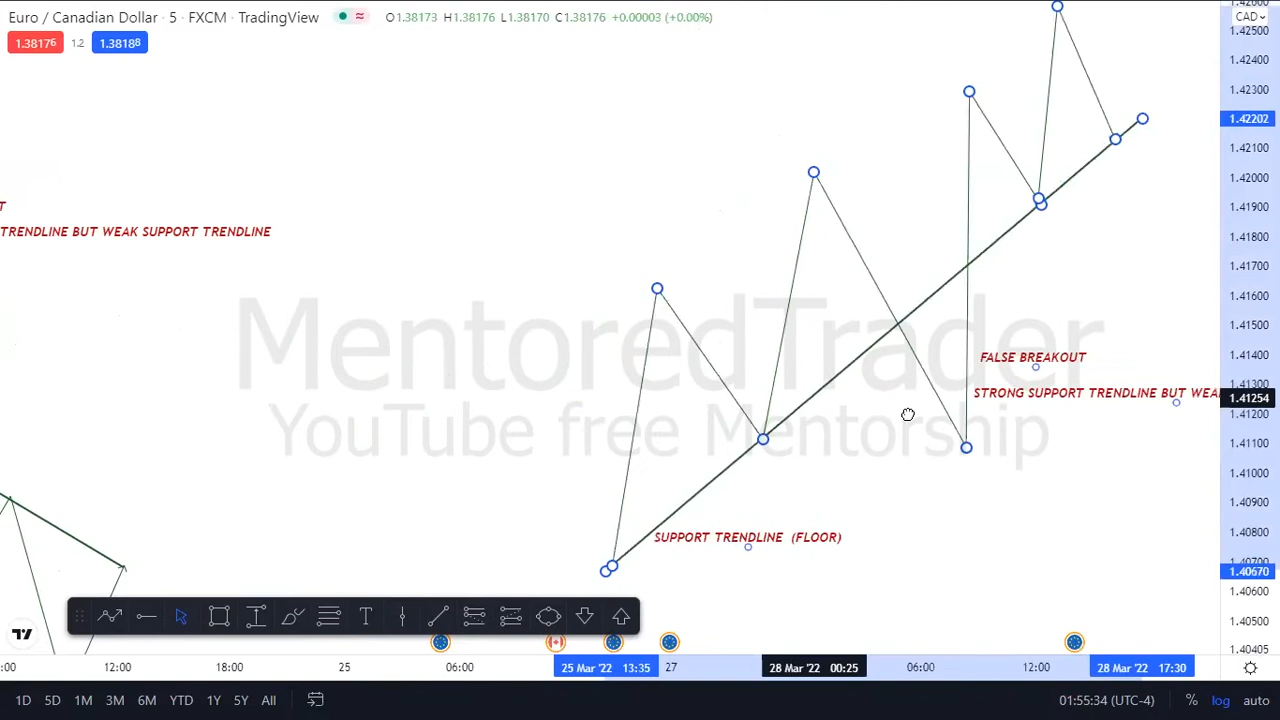 Euro / Canadian Dollar · 5 · FXCM · TradingView
O1.38173 H1.38176 L1.38170 C1.38176 +0.00003 (+0.00%)
CAD
1.38176 1.2 1.38188
1.42500
1.42400
1.42300
1.42202
1.42100
1.42000
1.41900
TRENDLINE BUT WEAK SUPPORT TRENDLINE
1.41800
1.41700
1.41600
1.41500
MentoredTrader
YouTube free Mentorship
FALSE BREAKOUT
1.41400
1.41300
STRONG SUPPORT TRENDLINE BUT WEA
1.41254
1.41200
1.41100
1.41000
1.40900
1.40800
SUPPORT TRENDLINE (FLOOR)
1.40670
1.40600
1.40500
1.40405
:00 12:00 18:00 25 06:00 25 Mar '22 13:35 27 28 Mar '22 00:25 06:00 12:00 28 Mar '22 17:30
1D 5D 1M 3M 6M YTD 1Y 5Y All
01:55:34 (UTC-4) % log auto